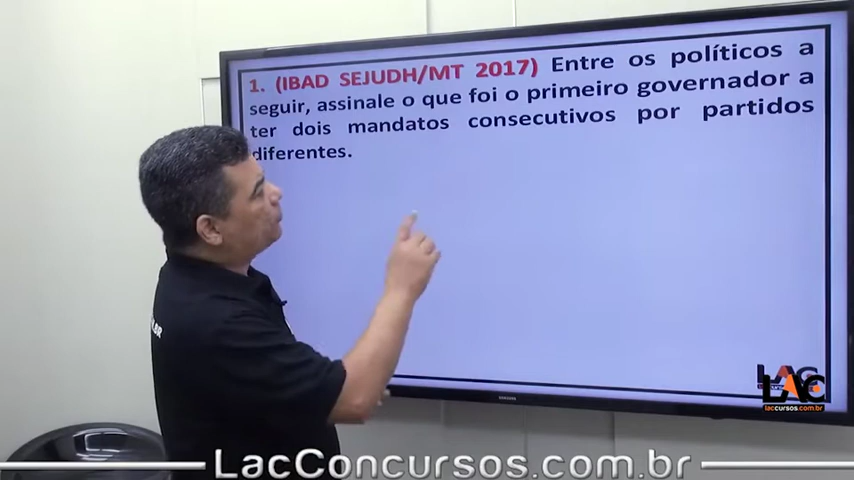 1. (IBAD SEJUDH/MT 2017) Entre os políticos a
seguir, assinale o que foi o primeiro governador a
ter dois mandatos consecutivos por partidos
diferentes.
LAC
laccursos.com.br
LacConcursos.com.br